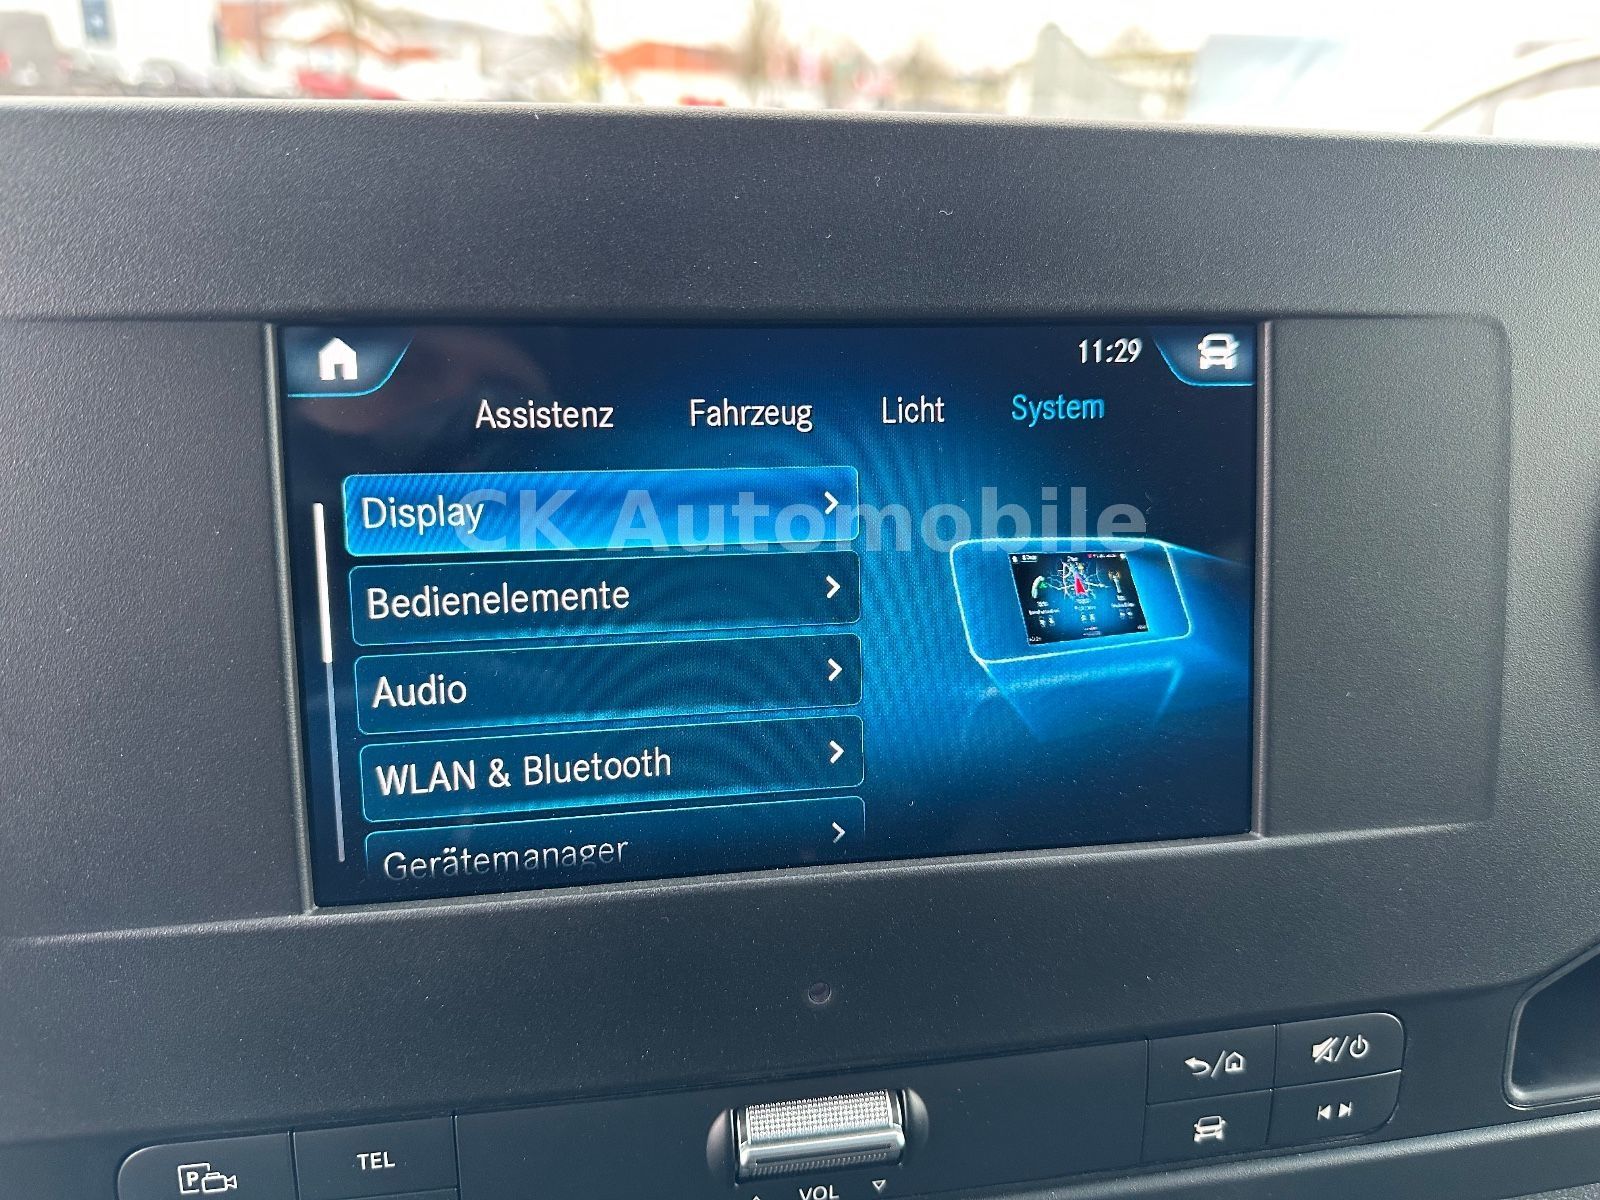 11:29
Assistenz Fahrzeug Licht System
Display
CK Automobile
Bedienelemente
Audio
WLAN & Bluetooth
Gerätemanager
P
TEL
VOL